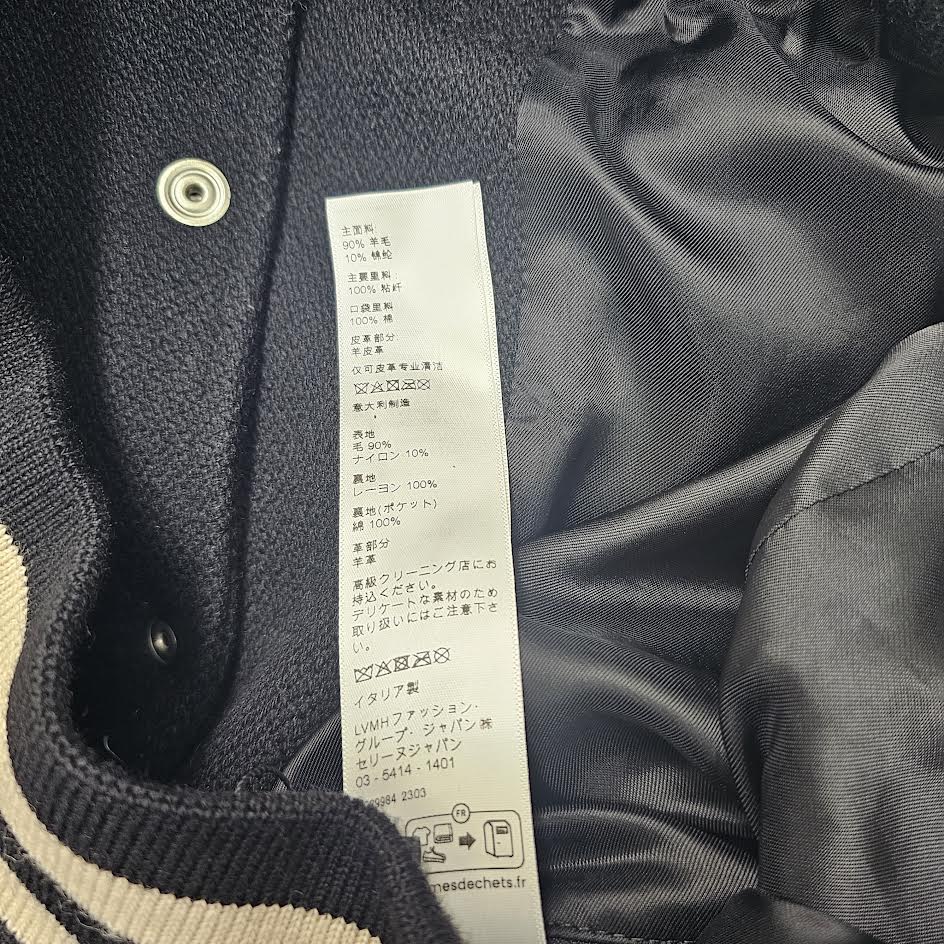 主面料:
90% 羊毛
10% 锦纶
主裏里料:
100% 粘纤
口袋里料
100% 棉
皮革部分:
羊皮革
仅可皮革专业清洁
意大利制造
表地
毛 90%
ナイロン 10%
裏地
レーヨン 100%
裏地(ポケット)
綿 100%
革部分
羊革
高級クリーニング店にお
持込ください。
デリケートな素材のため
取り扱いにはご注意下さ
い。
イタリア製
LVMHファッション・
グループ・ジャパン㈱
セリーヌジャパン
03 - 5414 - 1401
2303
FR